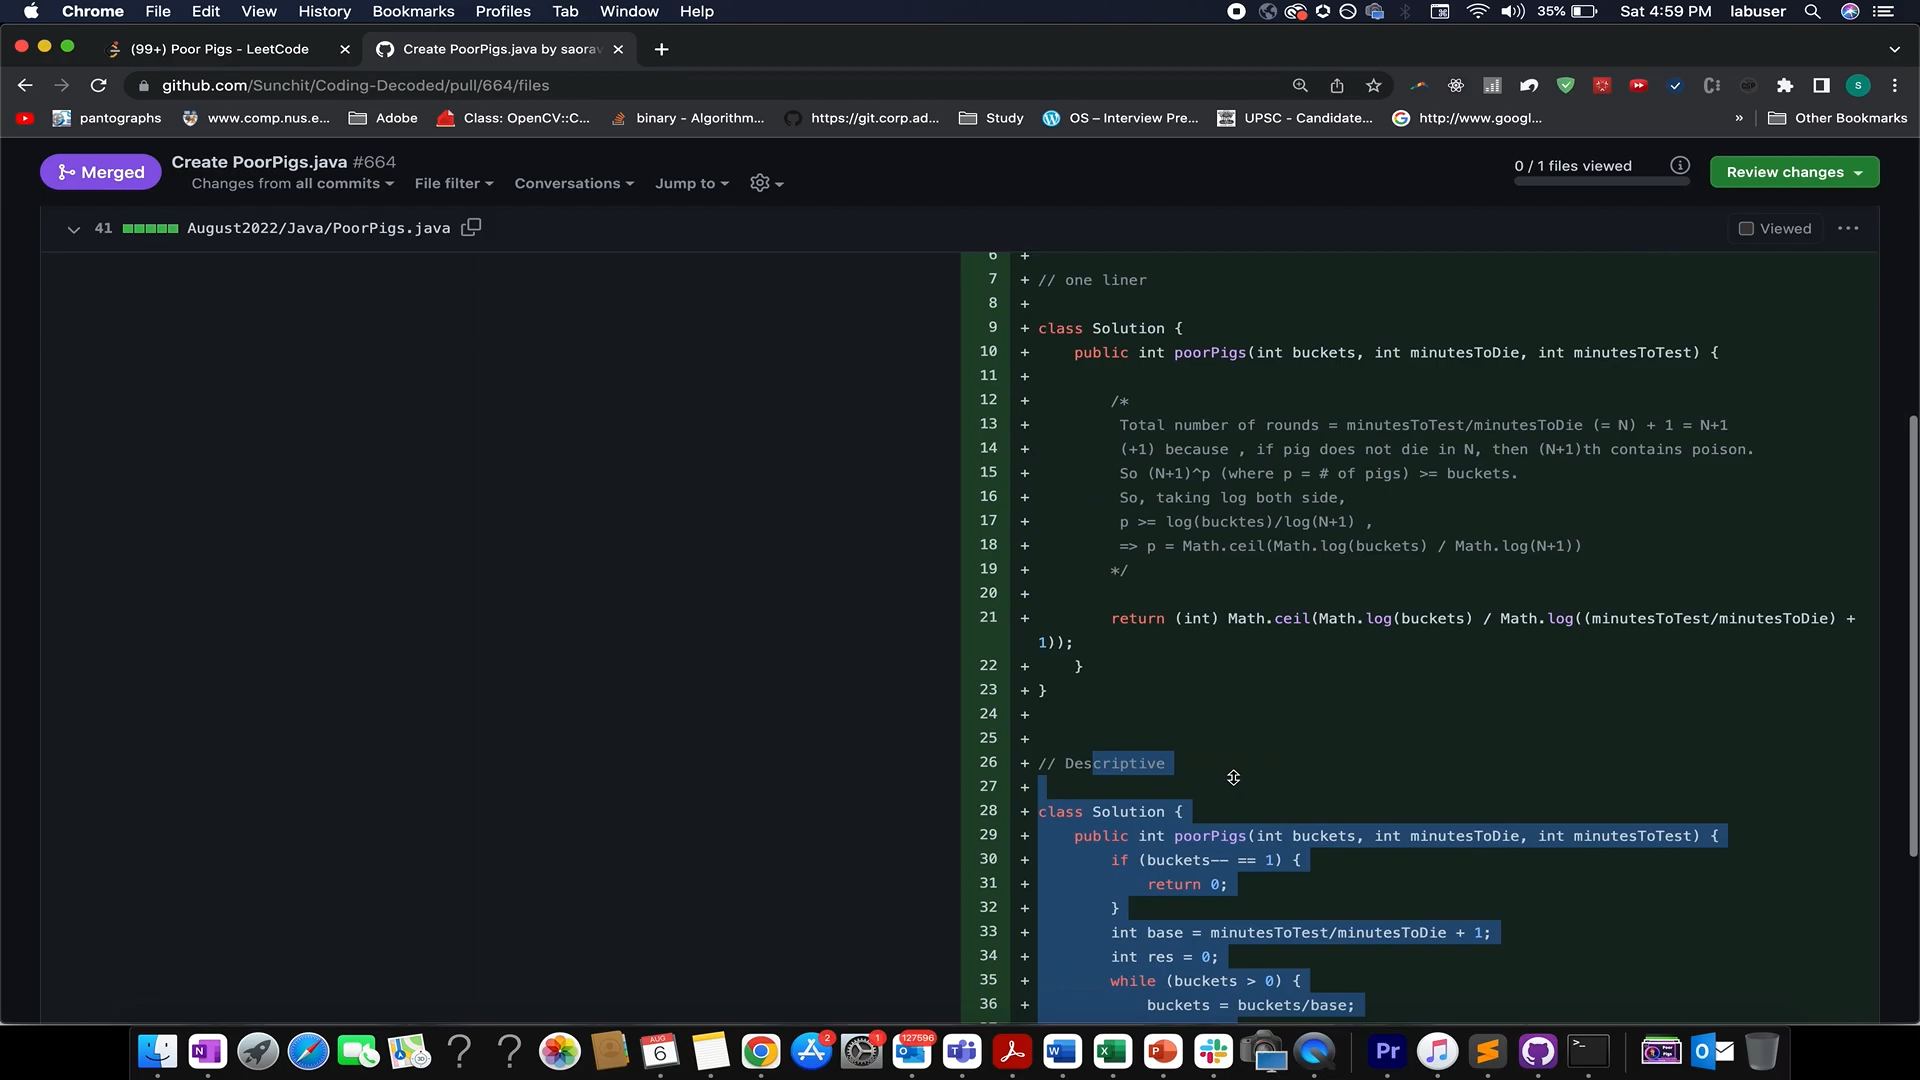 Chrome File Edit View History Bookmarks Profiles Tab Window Help 35% Sat 4:59 PM labuser
(99+) Poor Pigs - LeetCode Create PoorPigs.java by saorav
github.com/Sunchit/Coding-Decoded/pull/664/files
pantographs www.comp.nus.e... Adobe Class: OpenCV::C... binary - Algorithm... https://git.corp.ad... Study OS – Interview Pre... UPSC - Candidate... http://www.googl... » Other Bookmarks
Merged Create PoorPigs.java #664 0 / 1 files viewed Review changes
Changes from all commits File filter Conversations Jump to
41 August2022/Java/PoorPigs.java Viewed
6 +
7 + // one liner
8 +
9 + class Solution {
10 + public int poorPigs(int buckets, int minutesToDie, int minutesToTest) {
11 +
12 + /*
13 + Total number of rounds = minutesToTest/minutesToDie (= N) + 1 = N+1
14 + (+1) because , if pig does not die in N, then (N+1)th contains poison.
15 + So (N+1)^p (where p = # of pigs) >= buckets.
16 + So, taking log both side,
17 + p >= log(bucktes)/log(N+1) ,
18 + => p = Math.ceil(Math.log(buckets) / Math.log(N+1))
19 + */
20 +
21 + return (int) Math.ceil(Math.log(buckets) / Math.log((minutesToTest/minutesToDie) +
1));
22 + }
23 + }
24 +
25 +
26 + // Descriptive
27 +
28 + class Solution {
29 + public int poorPigs(int buckets, int minutesToDie, int minutesToTest) {
30 + if (buckets-- == 1) {
31 + return 0;
32 + }
33 + int base = minutesToTest/minutesToDie + 1;
34 + int res = 0;
35 + while (buckets > 0) {
36 + buckets = buckets/base;
AUG
6
2
1
127596
Pr